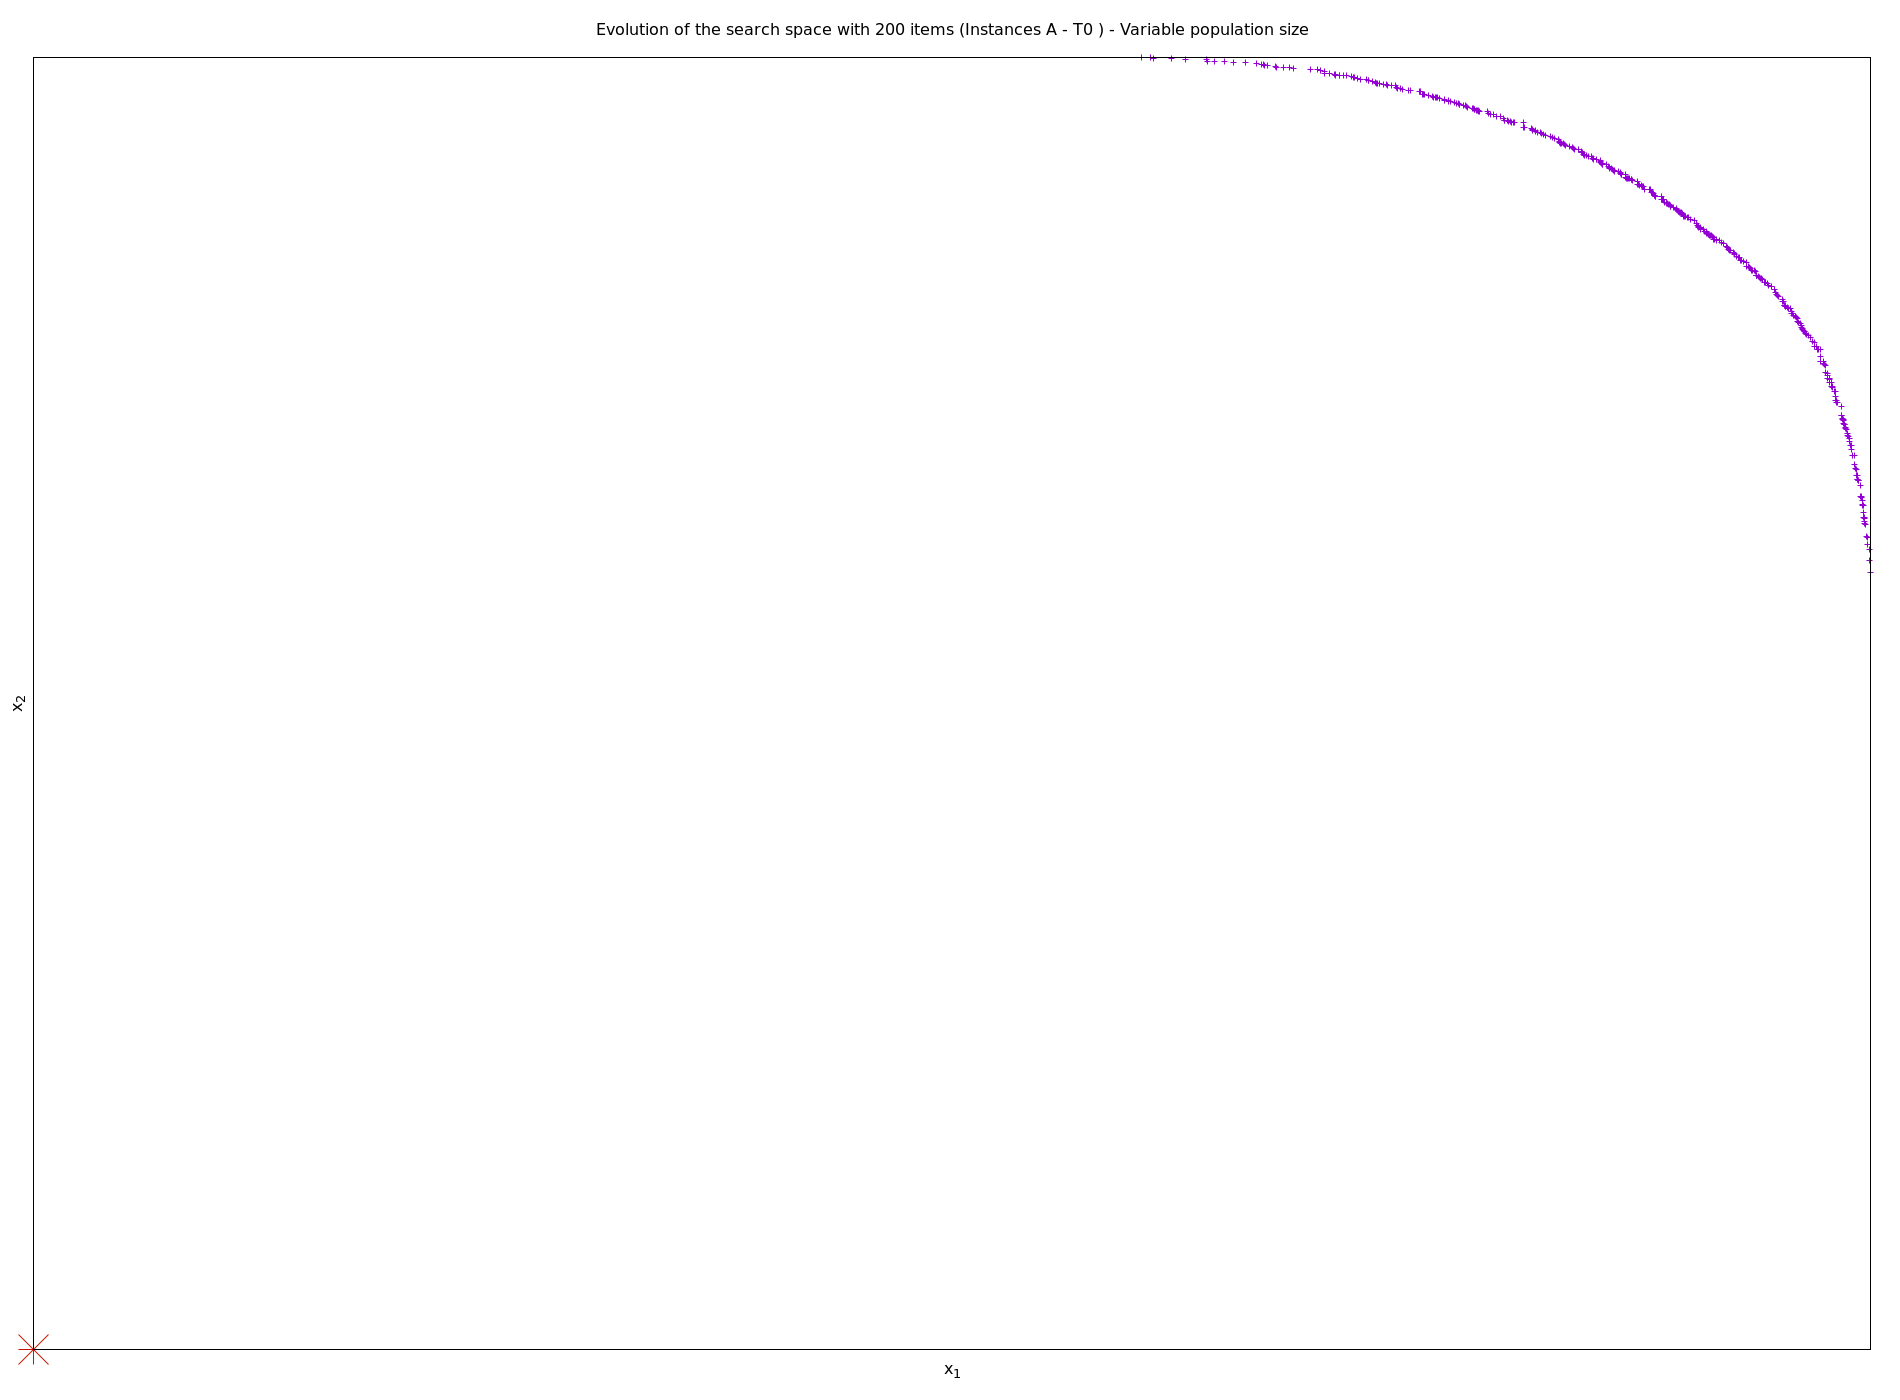 Evolution of the search space with 200 items (Instances A - T0 ) - Variable population size
x₂
x₁